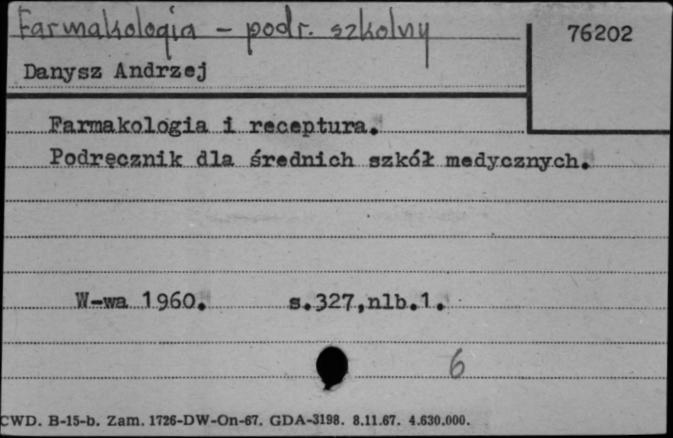 Farmakologia - podr. szkolny
76202
Danysz Andrzej
Farmakologia i receptura.
Podręcznik dla średnich szkół medycznych.
W-wa 1960. s.327,nlb.1.
6
CWD. B-15-b. Zam. 1726-DW-On-67. GDA-3198. 8.11.67. 4.630.000.